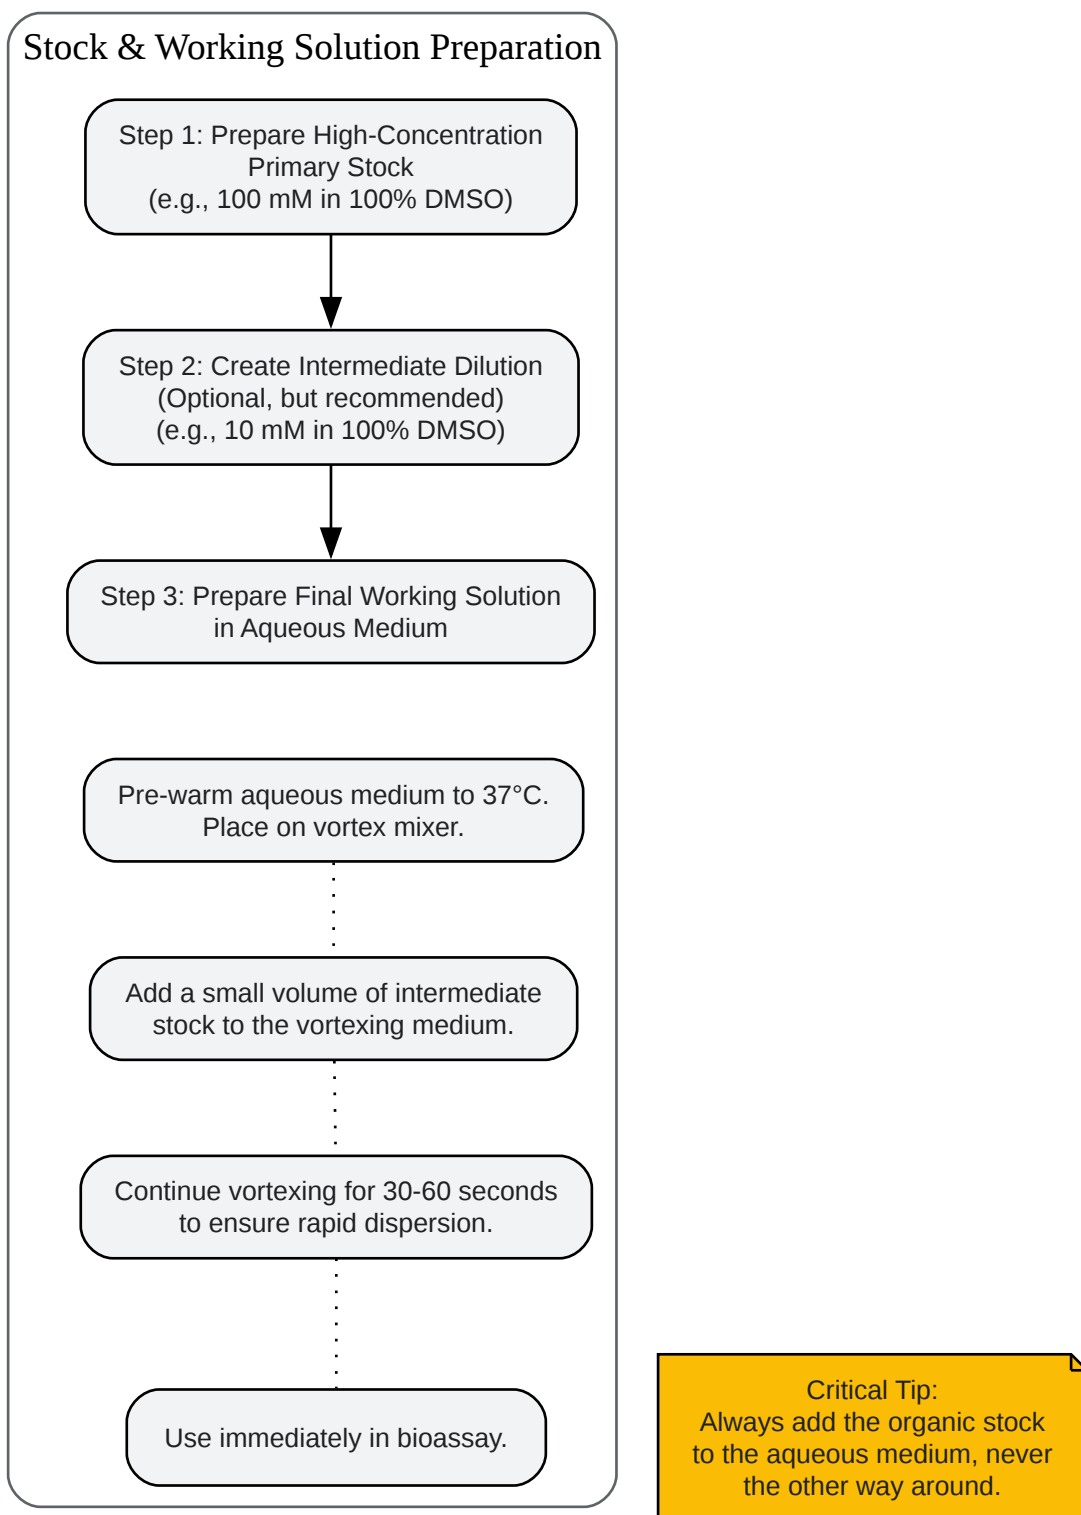 Stock & Working Solution Preparation
Step 1: Prepare High-Concentration
Primary Stock
(e.g., 100 mM in 100% DMSO)
Step 2: Create Intermediate Dilution
(Optional, but recommended)
(e.g., 10 mM in 100% DMSO)
Step 3: Prepare Final Working Solution
in Aqueous Medium
Pre-warm aqueous medium to 37°C.
Place on vortex mixer.
Add a small volume of intermediate
stock to the vortexing medium.
Continue vortexing for 30-60 seconds
to ensure rapid dispersion.
Use immediately in bioassay.
Critical Tip:
Always add the organic stock
to the aqueous medium, never
the other way around.